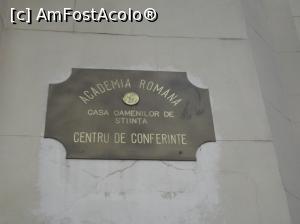 [c] AmFostAcolo®
ACADEMIA ROMANA
CASA OAMENILOR DE
STIINTA
CENTRU DE CONFERINTE